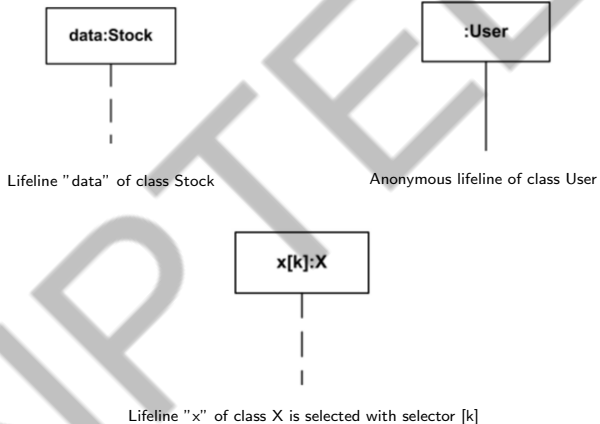 data:Stock
:User
Lifeline "data" of class Stock
Anonymous lifeline of class User
x[k]:X
Lifeline "x" of class X is selected with selector [k]
NPTEL